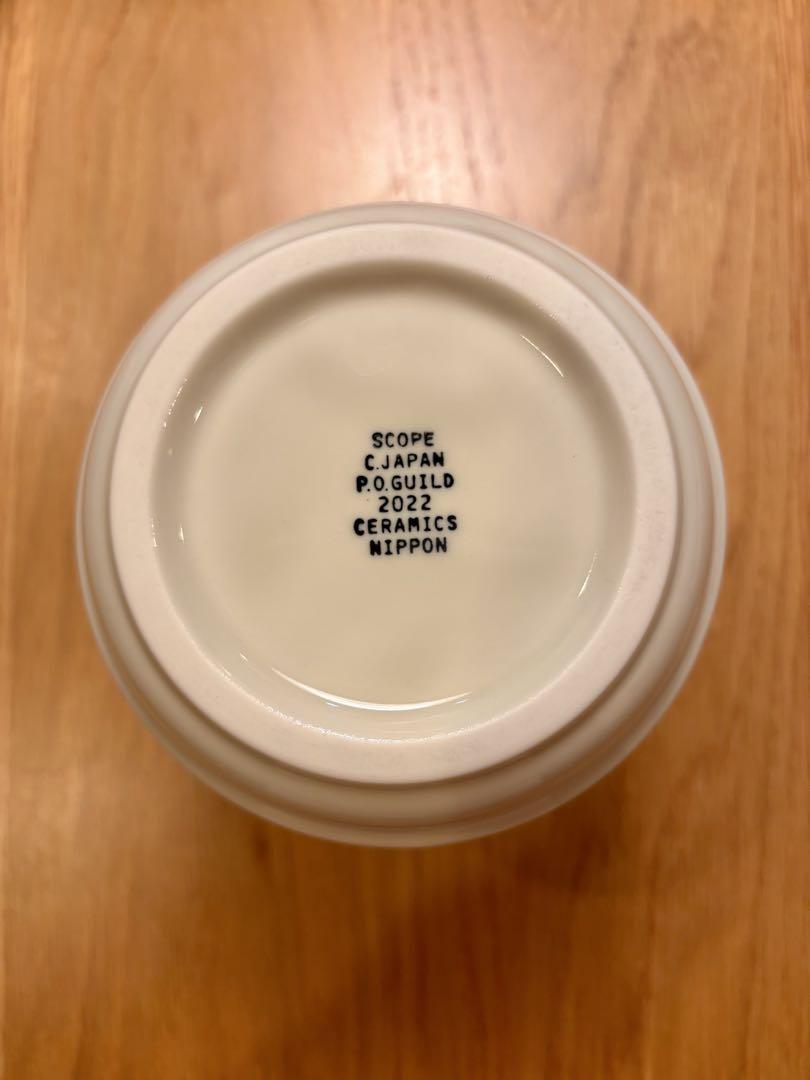 SCOPE
C.JAPAN
P.O.GUILD
2022
CERAMICS
NIPPON